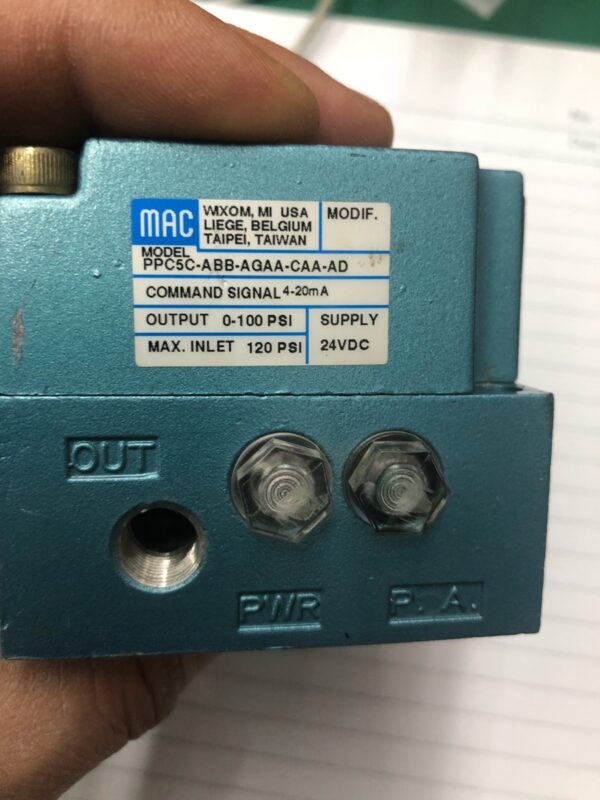 MAC
WIXOM, MI USA
LIEGE, BELGIUM
TAIPEI, TAIWAN
MODIF.
MODEL
PPC5C-ABB-AGAA-CAA-AD
COMMAND SIGNAL 4-20mA
OUTPUT 0-100 PSI
MAX. INLET 120 PSI
SUPPLY
24VDC
OUT
PWR
P. A.